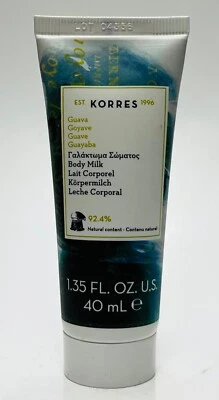 EST. KORRES 1996
Guava
Goyave
Guave
Guayaba
Γαλάκτωμα Σώματος
Body Milk
Lait Corporel
Körpermilch
Leche Corporal
92.4%
Natural content - Contenu naturel
1.35 FL. OZ. U.S.
40 mL ℮